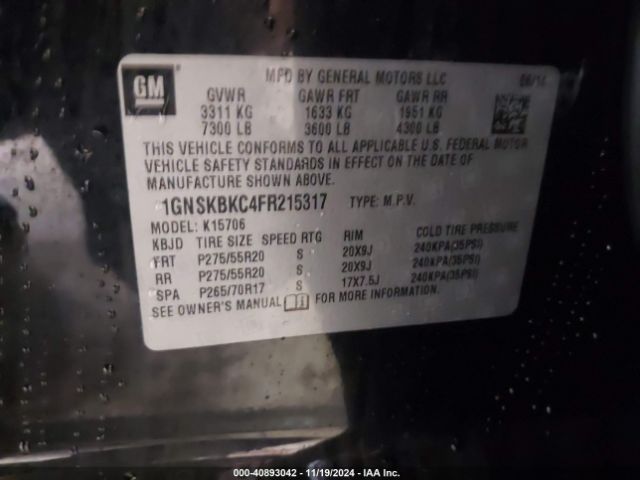 GM
MFD BY GENERAL MOTORS LLC
GVWR GAWR FRT GAWR RR
3311 KG 1633 KG 1951 KG
7300 LB 3600 LB 4300 LB
THIS VEHICLE CONFORMS TO ALL APPLICABLE U.S. FEDERAL MOTOR
VEHICLE SAFETY STANDARDS IN EFFECT ON THE DATE OF
MANUFACTURE SHOWN ABOVE.
1GNSKBKC4FR215317 TYPE: M.P.V.
MODEL: K15706
KBJD TIRE SIZE SPEED RTG RIM COLD TIRE PRESSURE
FRT P275/55R20 S 20X9J 240KPA(35PSI)
RR P275/55R20 S 20X9J 240KPA(35PSI)
SPA P265/70R17 S 17X7.5J 240KPA(35PSI)
SEE OWNER'S MANUAL FOR MORE INFORMATION.
000-40893042 - 11/19/2024 - IAA Inc.